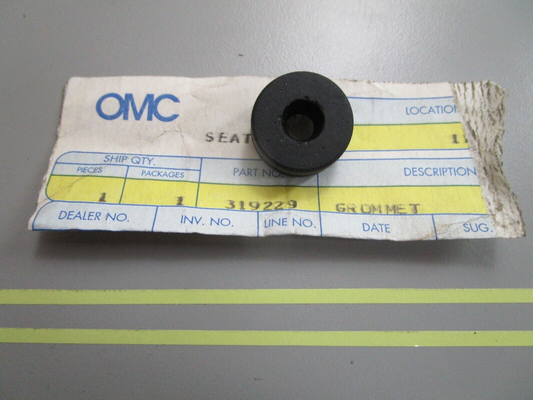 OMC
LOCATION
SEAT
SHIP QTY.
PIECES PACKAGES PART NO. DESCRIPTION
1 1 319229 GROMMET
DEALER NO. INV. NO. LINE NO. DATE SUG.